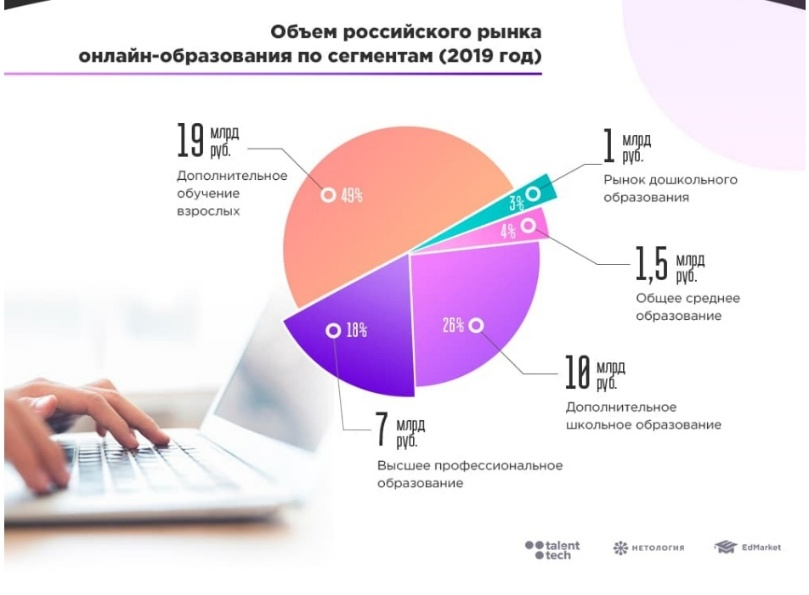 Объем российского рынка
онлайн-образования по сегментам (2019 год)
19 млрд
руб.
Дополнительное
обучение
взрослых
49%
1 млрд
руб.
Рынок дошкольного
образования
3%
4%
1,5 млрд
руб.
Общее среднее
образование
18%
26%
10 млрд
руб.
Дополнительное
школьное образование
7 млрд
руб.
Высшее профессиональное
образование
talent
tech
НЕТОЛОГИЯ
EdMarket